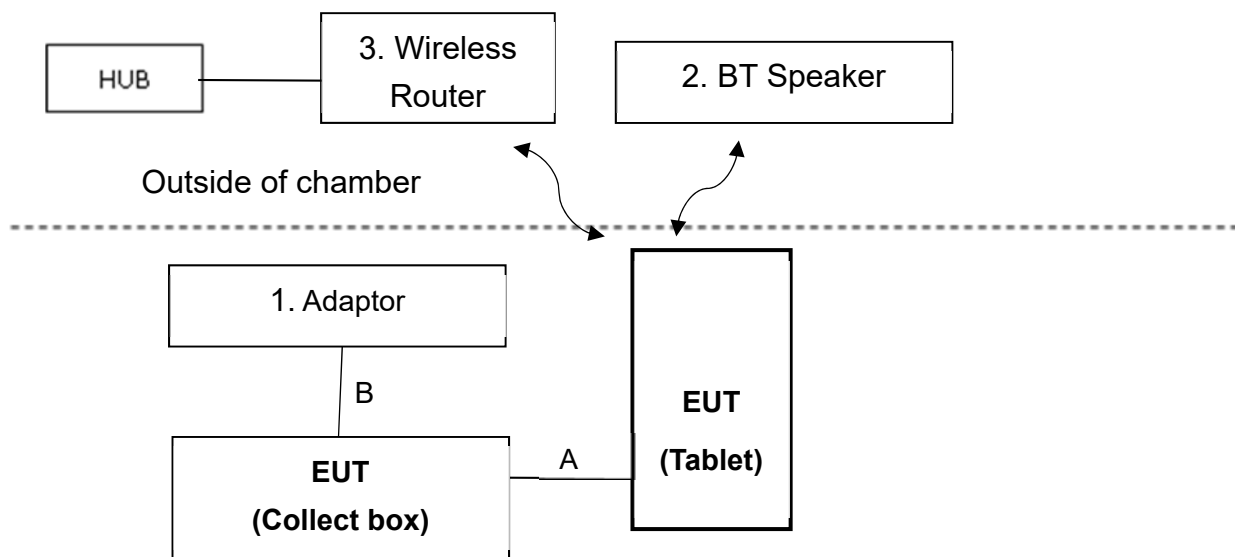 3. Wireless
Router
HUB
2. BT Speaker
Outside of chamber
1. Adaptor
B
EUT
(Tablet)
A
EUT
(Collect box)